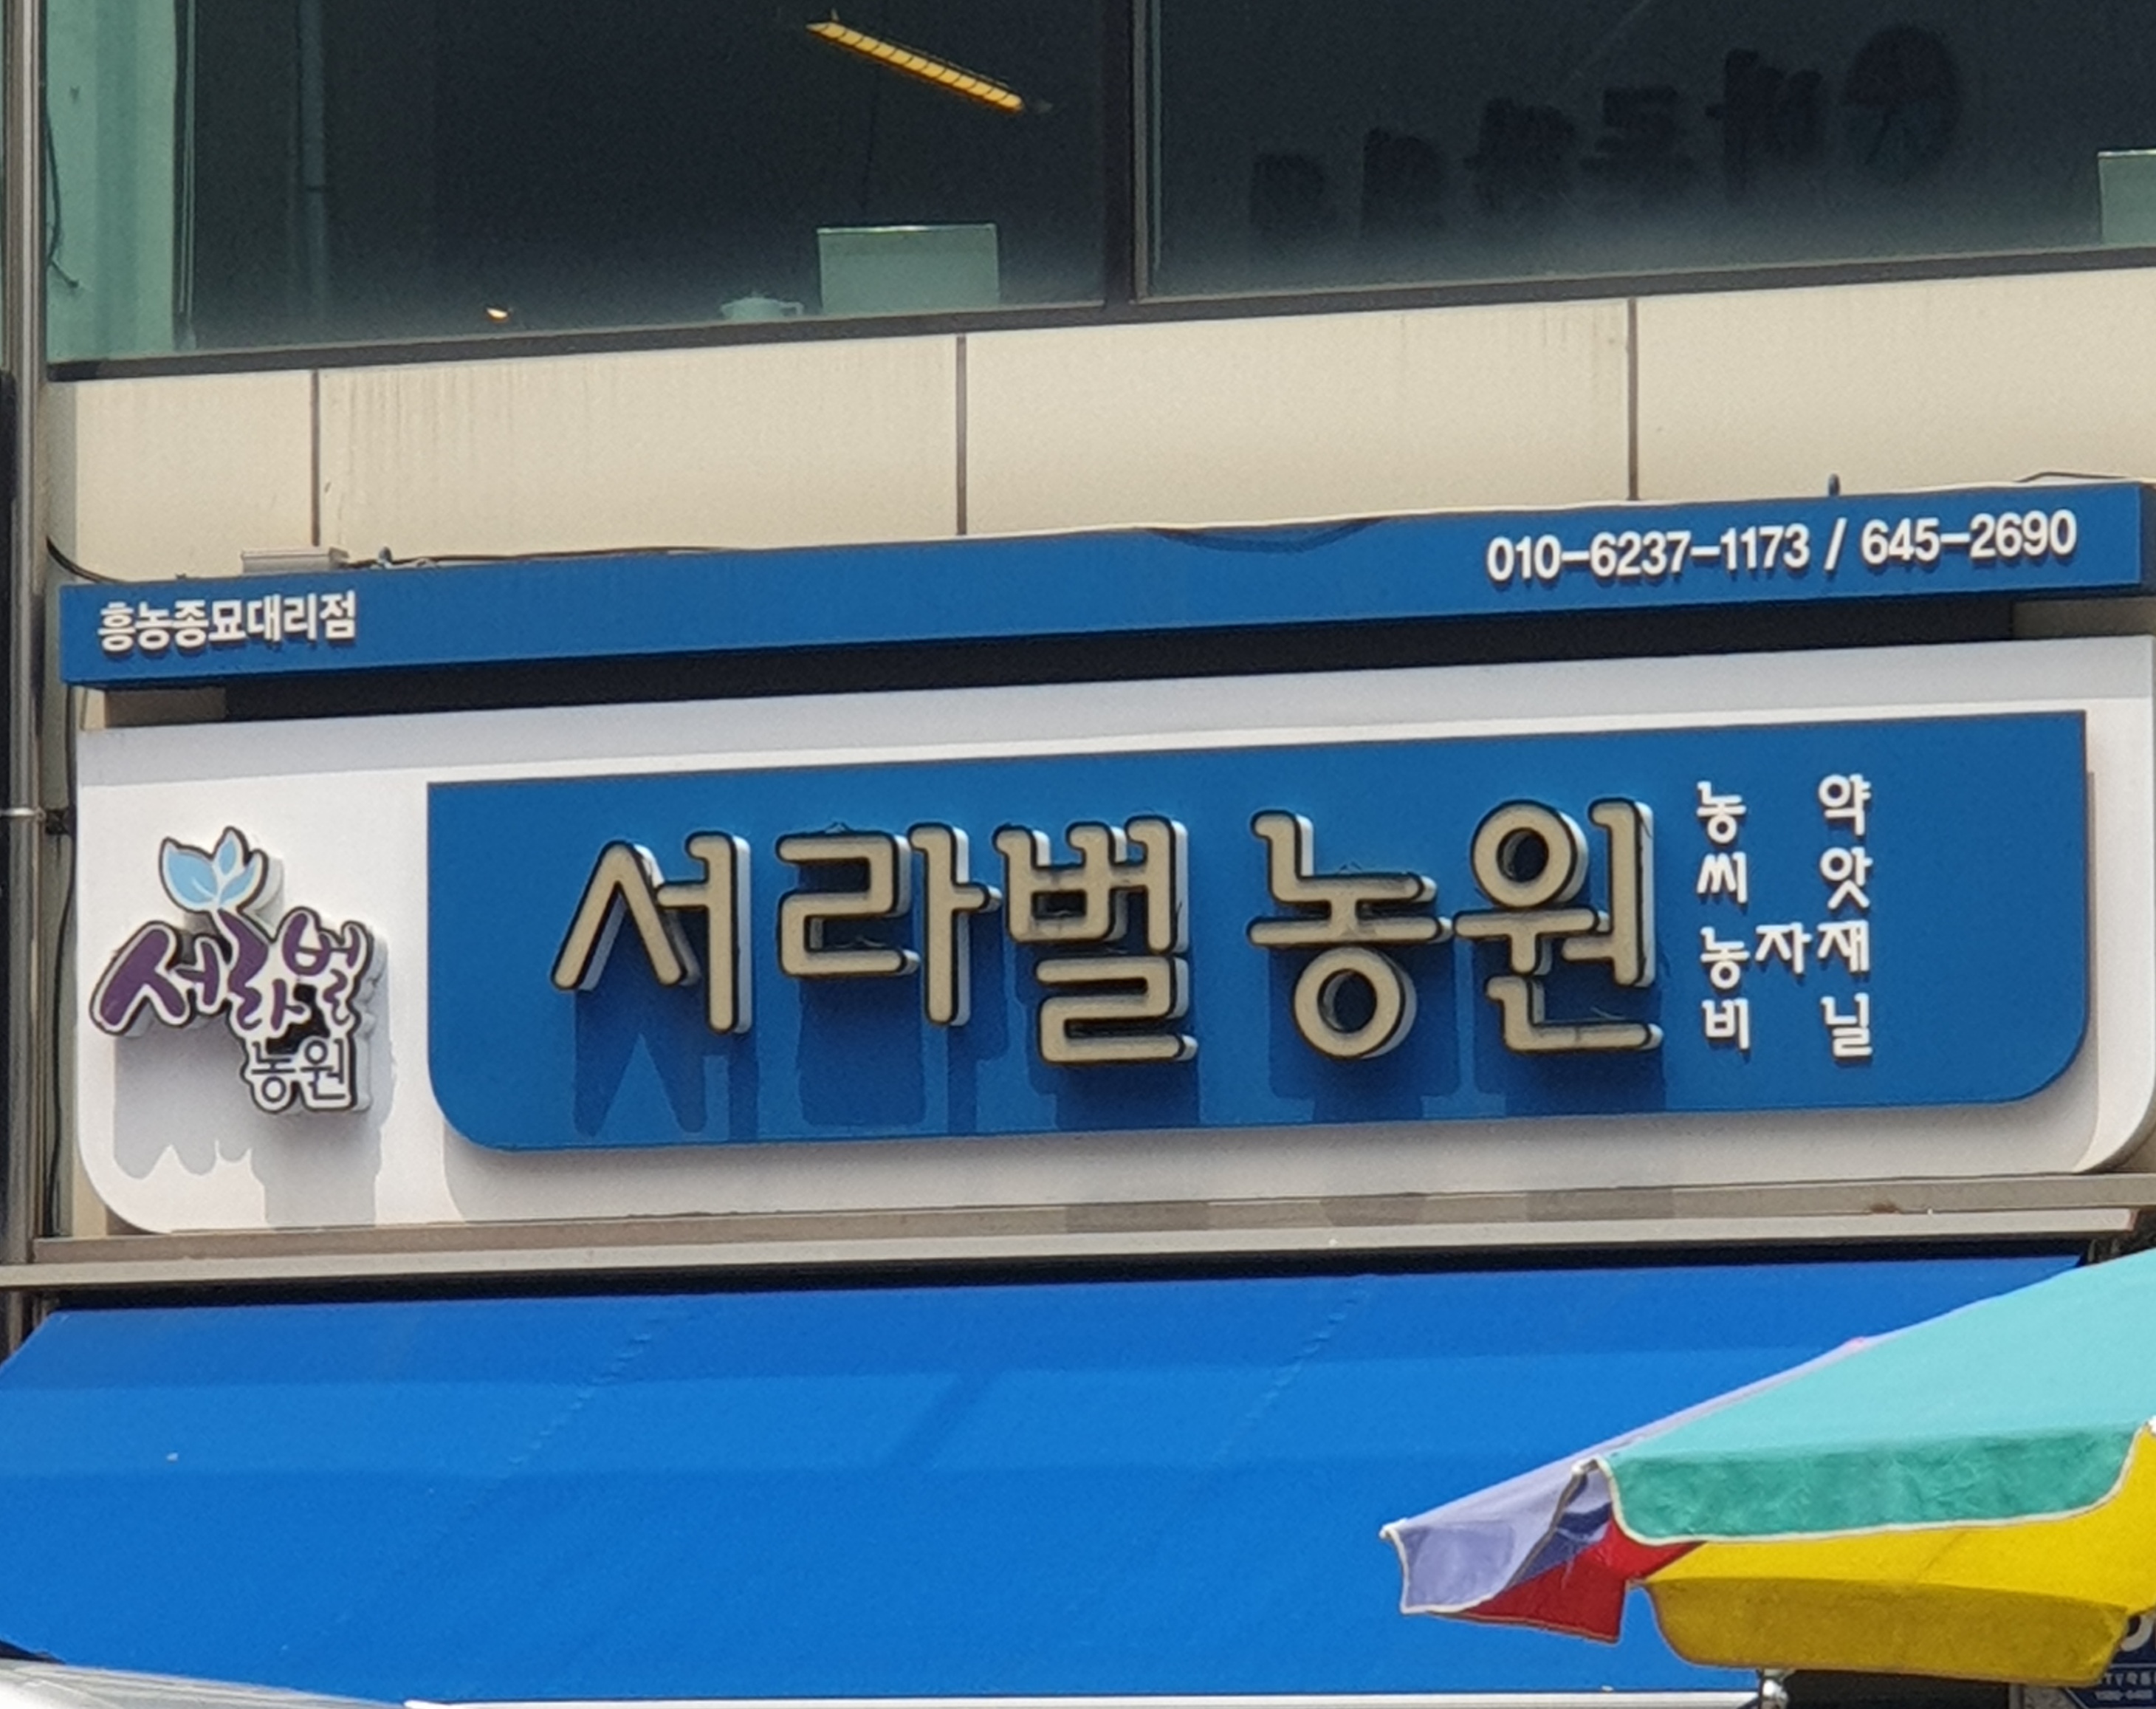 흥농종묘대리점
010-6237-1173 / 645-2690
서라벌
농원
서라벌 농원
농 약
씨 앗
농자재
비 닐